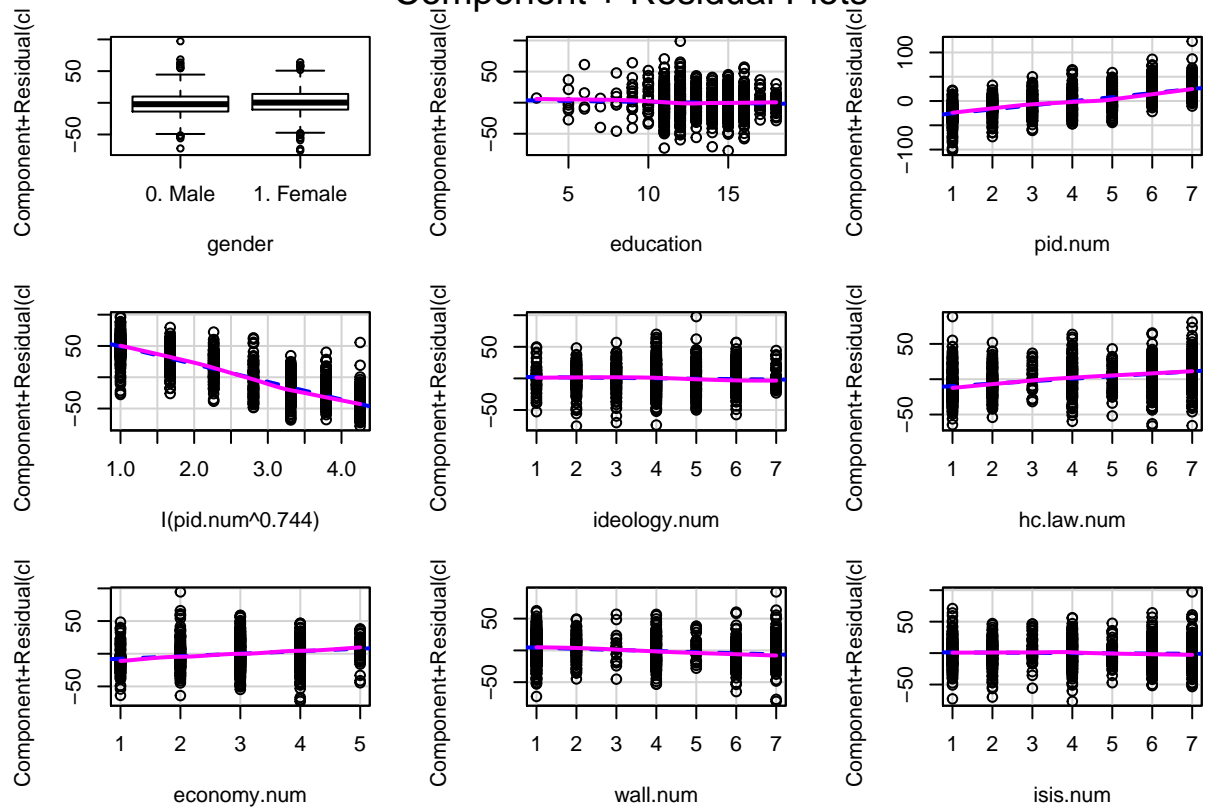 Component + Residual Plots
Component+Residual(cl
50
−50
0. Male 1. Female
gender
Component+Residual(cl
50
−50
5 10 15
education
Component+Residual(cl
100
0
−100
1 2 3 4 5 6 7
pid.num
Component+Residual(cl
50
−50
1.0 2.0 3.0 4.0
I(pid.num^0.744)
Component+Residual(cl
50
−50
1 2 3 4 5 6 7
ideology.num
Component+Residual(cl
50
−50
1 2 3 4 5 6 7
hc.law.num
Component+Residual(cl
50
−50
1 2 3 4 5
economy.num
Component+Residual(cl
50
−50
1 2 3 4 5 6 7
wall.num
Component+Residual(cl
50
−50
1 2 3 4 5 6 7
isis.num